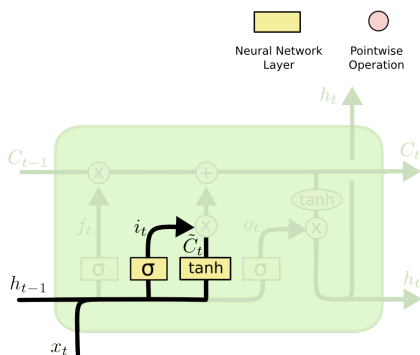 Neural Network
Layer
Pointwise
Operation
h_t
C_{t-1}
C_t
x
+
tanh
f_t
i_t
x
o_t
x
C̃_t
σ
σ
tanh
σ
h_{t-1}
h_t
x_t